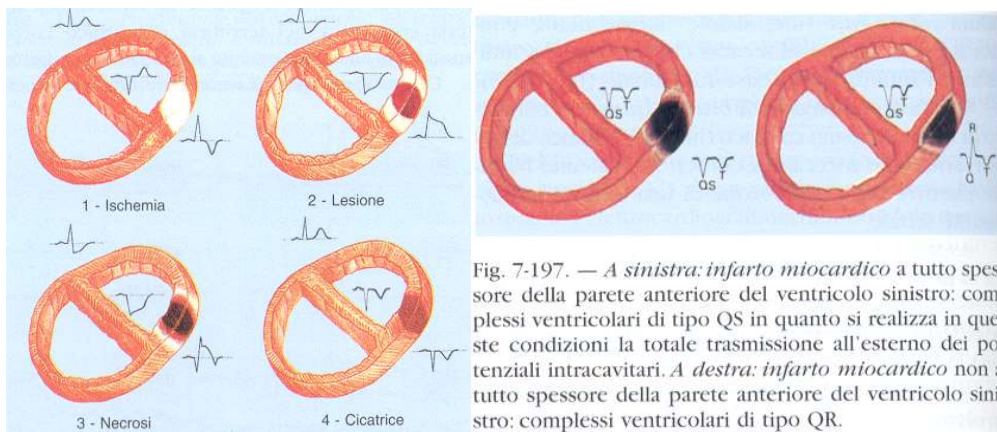 1 - Ischemia
2 - Lesione
3 - Necrosi
4 - Cicatrice
QS T
QS T
QS T
R
Q T
Fig. 7-197. — A sinistra: infarto miocardico a tutto spes-
sore della parete anteriore del ventricolo sinistro: com-
plessi ventricolari di tipo QS in quanto si realizza in que-
ste condizioni la totale trasmissione all'esterno dei po-
tenziali intracavitari. A destra: infarto miocardico non a
tutto spessore della parete anteriore del ventricolo sini-
stro: complessi ventricolari di tipo QR.